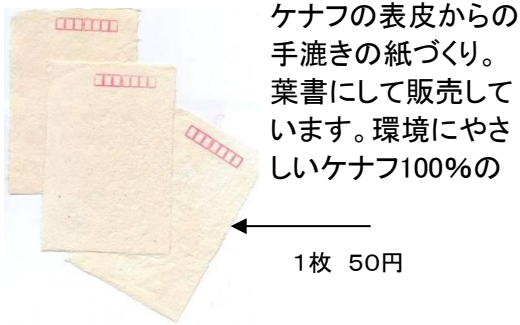 ケナフの表皮からの
手漉きの紙づくり。
葉書にして販売して
います。環境にやさ
しいケナフ100％の
1枚　50円